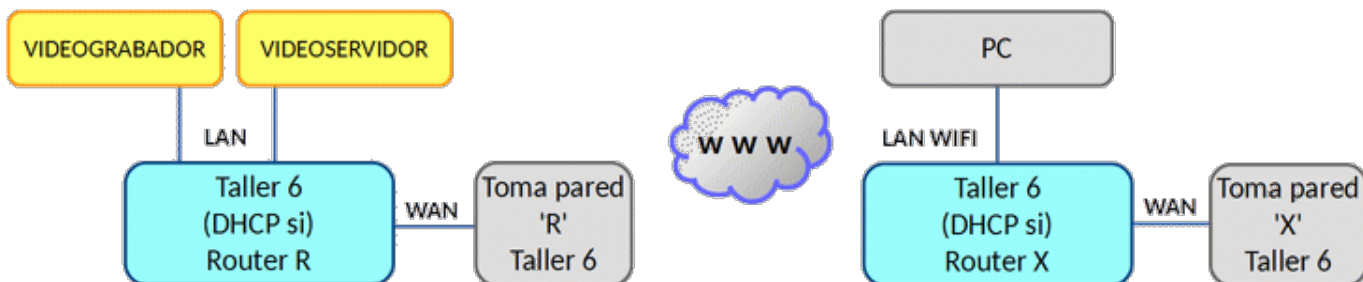 VIDEOGRABADOR
VIDEOSERVIDOR
PC
LAN
w w w
LAN WIFI
Taller 6
(DHCP si)
Router R
WAN
Toma pared
'R'
Taller 6
Taller 6
(DHCP si)
Router X
WAN
Toma pared
'X'
Taller 6